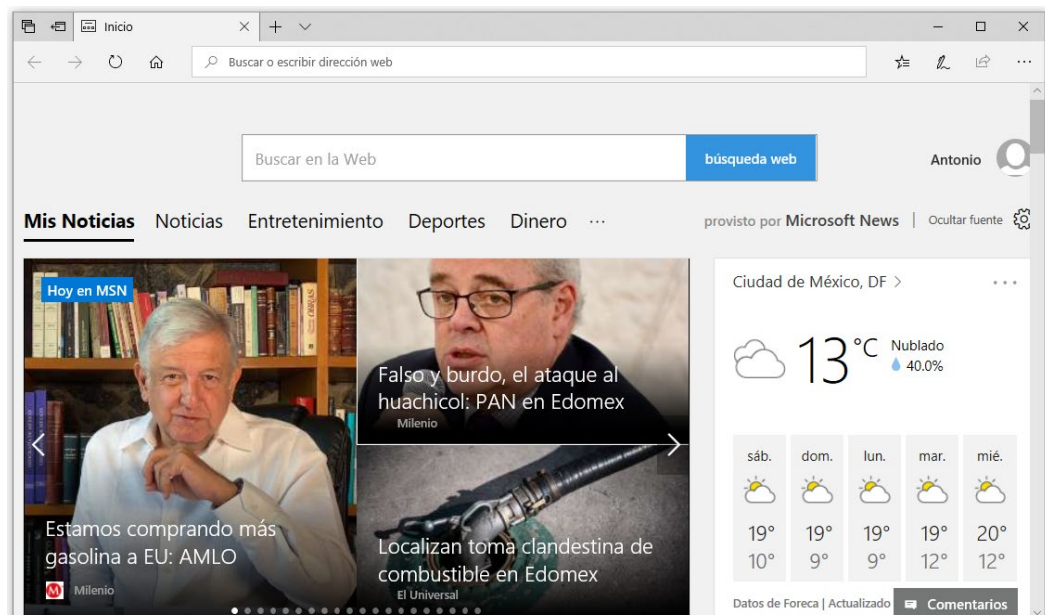 Inicio
Buscar o escribir dirección web
Buscar en la Web
búsqueda web
Antonio
Mis Noticias Noticias Entretenimiento Deportes Dinero ...
provisto por Microsoft News | Ocultar fuente
Hoy en MSN
Estamos comprando más
gasolina a EU: AMLO
Milenio
Falso y burdo, el ataque al
huachicol: PAN en Edomex
Milenio
Localizan toma clandestina de
combustible en Edomex
El Universal
Ciudad de México, DF >
13 °C Nublado
40.0%
sáb. dom. lun. mar. mié.
19° 19° 19° 19° 20°
10° 9° 9° 12° 12°
Datos de Foreca | Actualizado
Comentarios